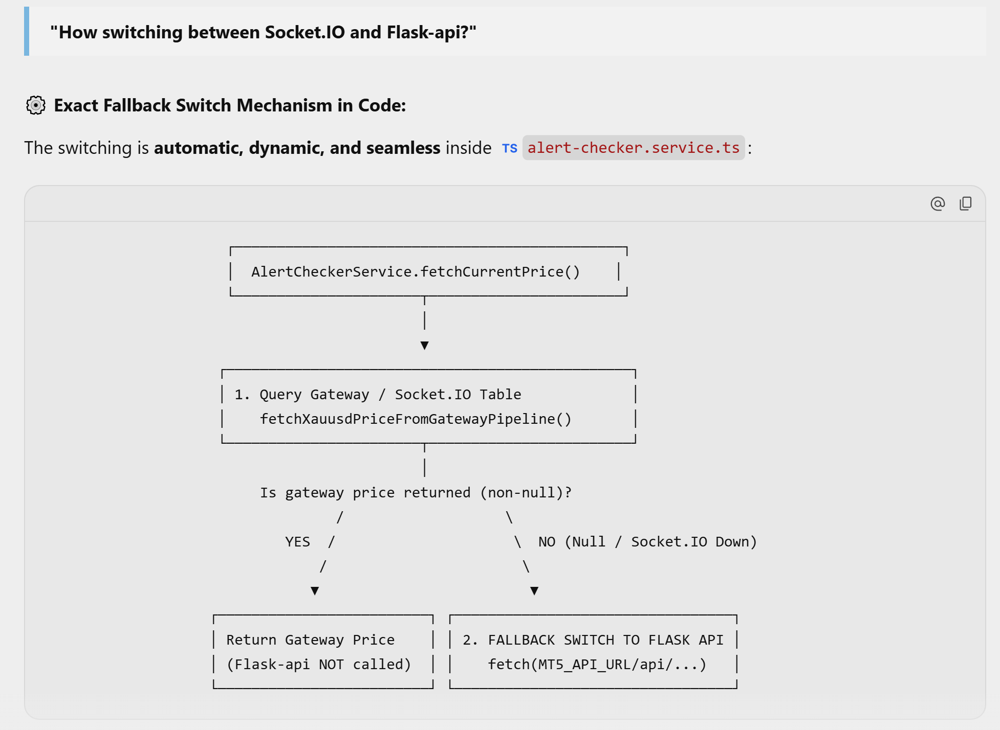 "How switching between Socket.IO and Flask-api?"
Exact Fallback Switch Mechanism in Code:
The switching is automatic, dynamic, and seamless inside TS alert-checker.service.ts :
AlertCheckerService.fetchCurrentPrice()
1. Query Gateway / Socket.IO Table
fetchXauusdPriceFromGatewayPipeline()
Is gateway price returned (non-null)?
YES NO (Null / Socket.IO Down)
Return Gateway Price 2. FALLBACK SWITCH TO FLASK API
(Flask-api NOT called) fetch(MT5_API_URL/api/...)